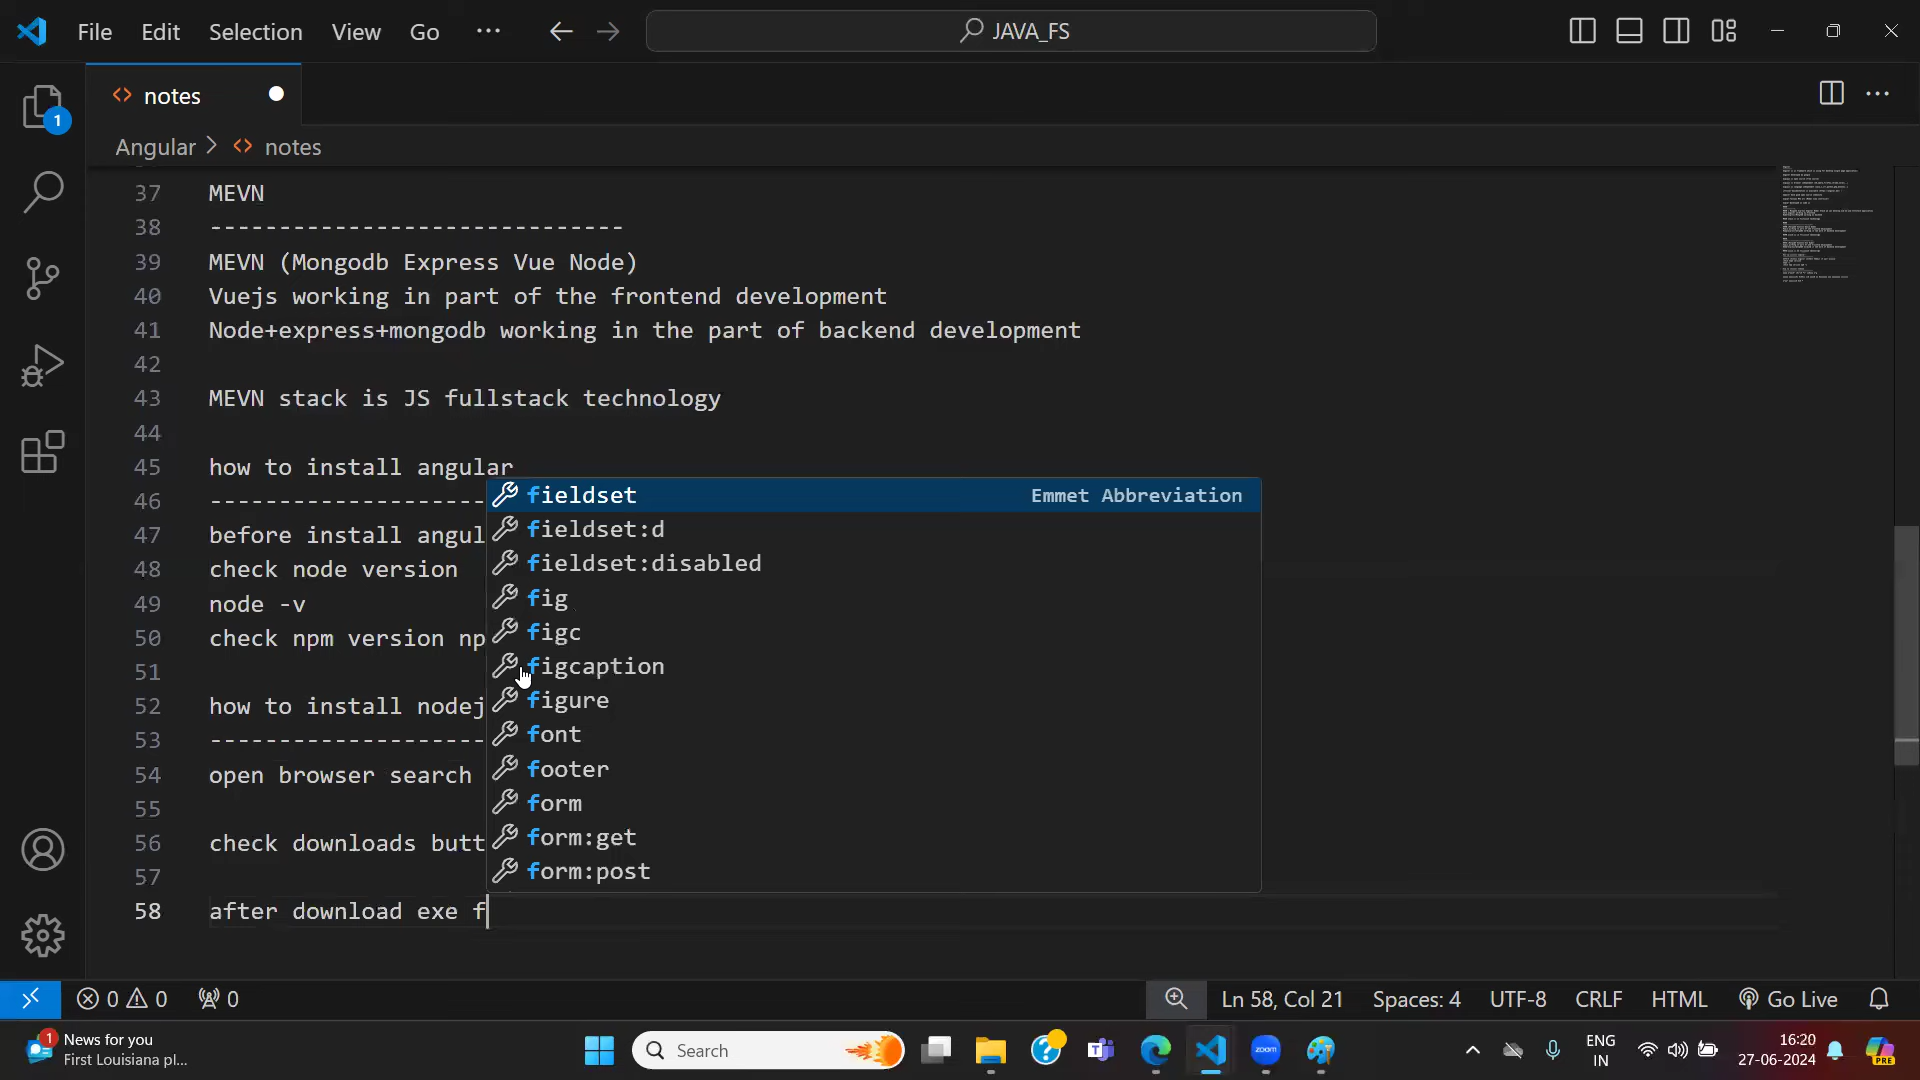 File Edit Selection View Go ... JAVA_FS
notes
1
Angular > notes
37 MEVN
38 ------------------------------
39 MEVN (Mongodb Express Vue Node)
40 Vuejs working in part of the frontend development
41 Node+express+mongodb working in the part of backend development
42
43 MEVN stack is JS fullstack technology
44
45 how to install angular
46 --------------------
47 before install angul
48 check node version
49 node -v
50 check npm version np
51
52 how to install nodej
53 --------------------
54 open browser search
55
56 check downloads butt
57
58 after download exe f
fieldset Emmet Abbreviation
fieldset:d
fieldset:disabled
fig
figc
figcaption
figure
font
footer
form
form:get
form:post
0 0 0 Ln 58, Col 21 Spaces: 4 UTF-8 CRLF HTML Go Live
1 News for you
First Louisiana pl...
Search
zoom
ENG
IN
16:20
27-06-2024
PRE